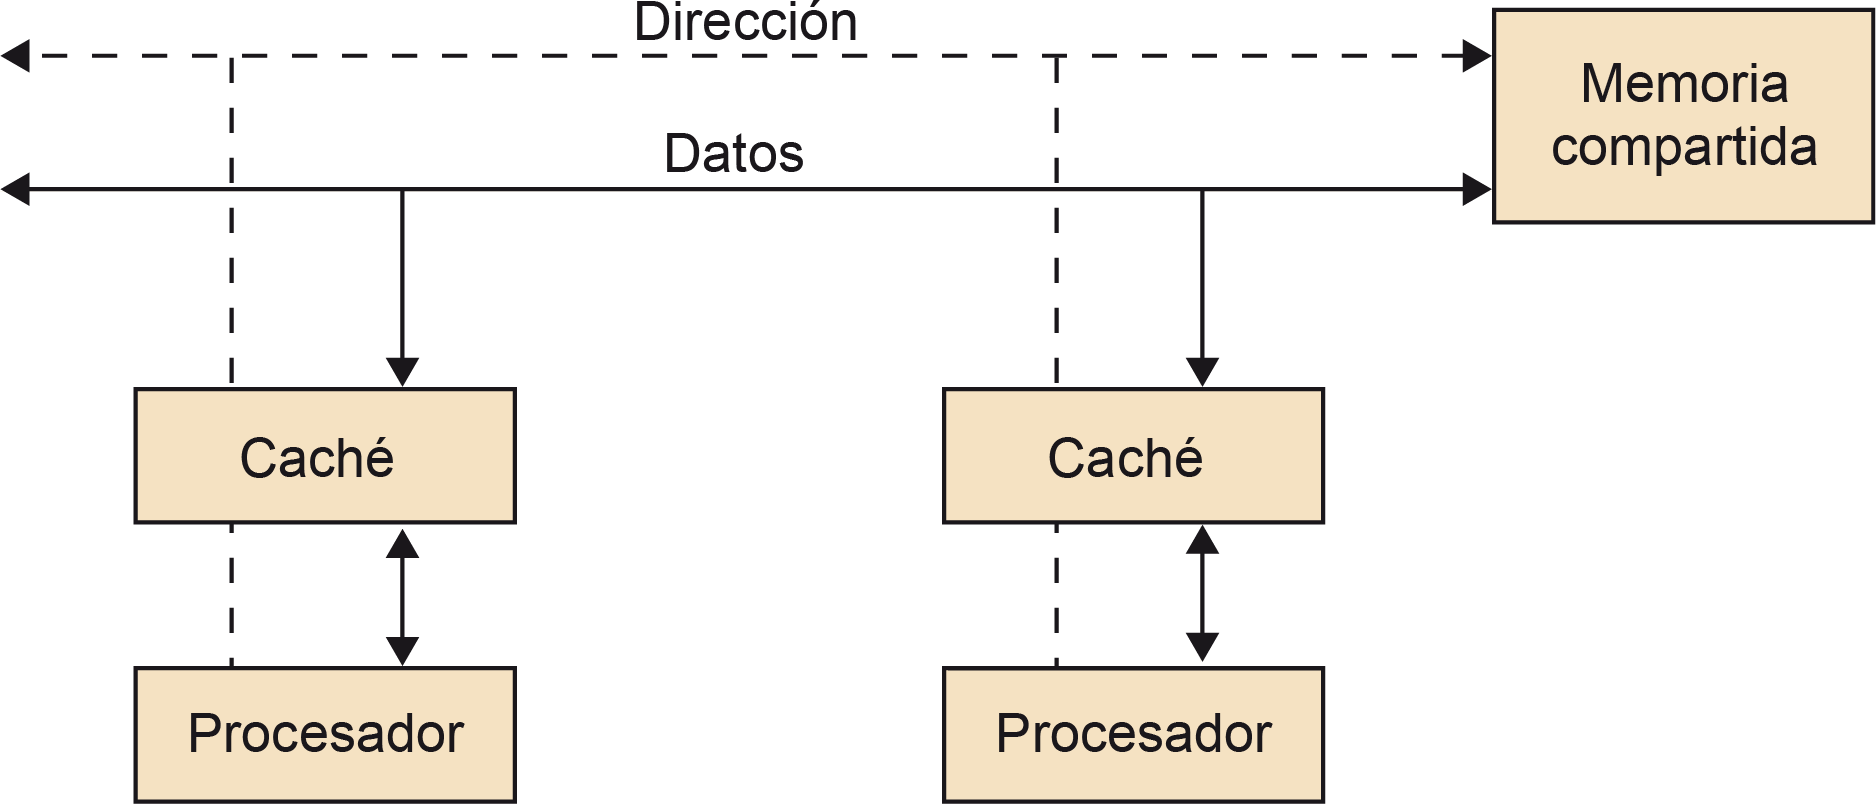 Dirección
Memoria
compartida
Datos
Caché
Caché
Procesador
Procesador